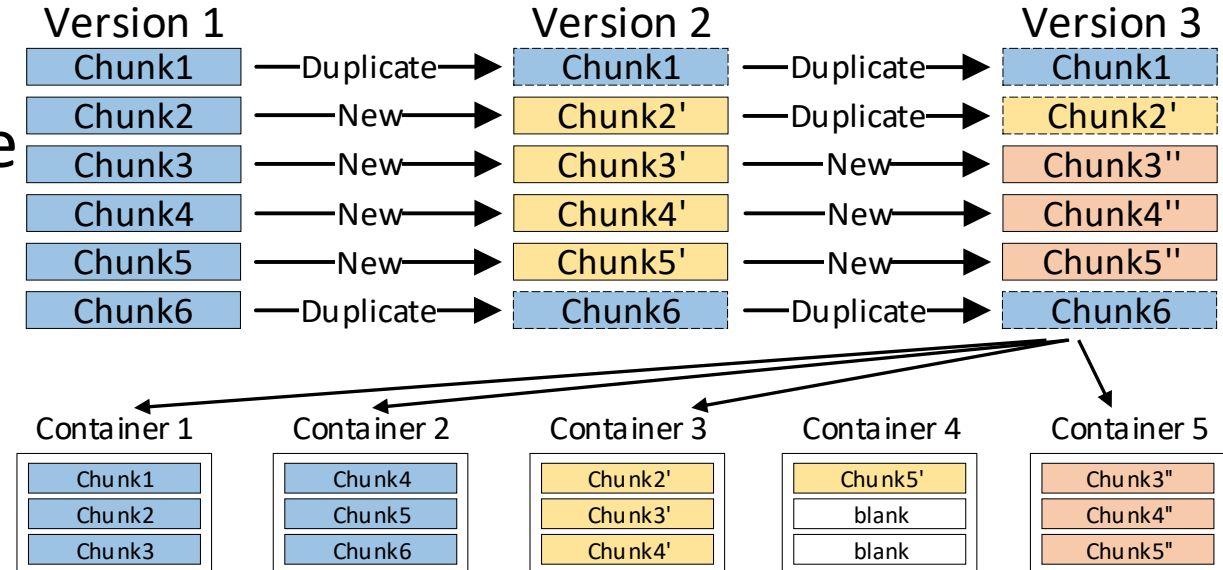 Version 1 Version 2 Version 3
Chunk1 Duplicate Chunk1 Duplicate Chunk1
Chunk2 New Chunk2' Duplicate Chunk2'
e
Chunk3 New Chunk3' New Chunk3''
Chunk4 New Chunk4' New Chunk4''
Chunk5 New Chunk5' New Chunk5''
Chunk6 Duplicate Chunk6 Duplicate Chunk6
Container 1 Container 2 Container 3 Container 4 Container 5
Chunk1 Chunk4 Chunk2' Chunk5' Chunk3''
Chunk2 Chunk5 Chunk3' blank Chunk4''
Chunk3 Chunk6 Chunk4' blank Chunk5''